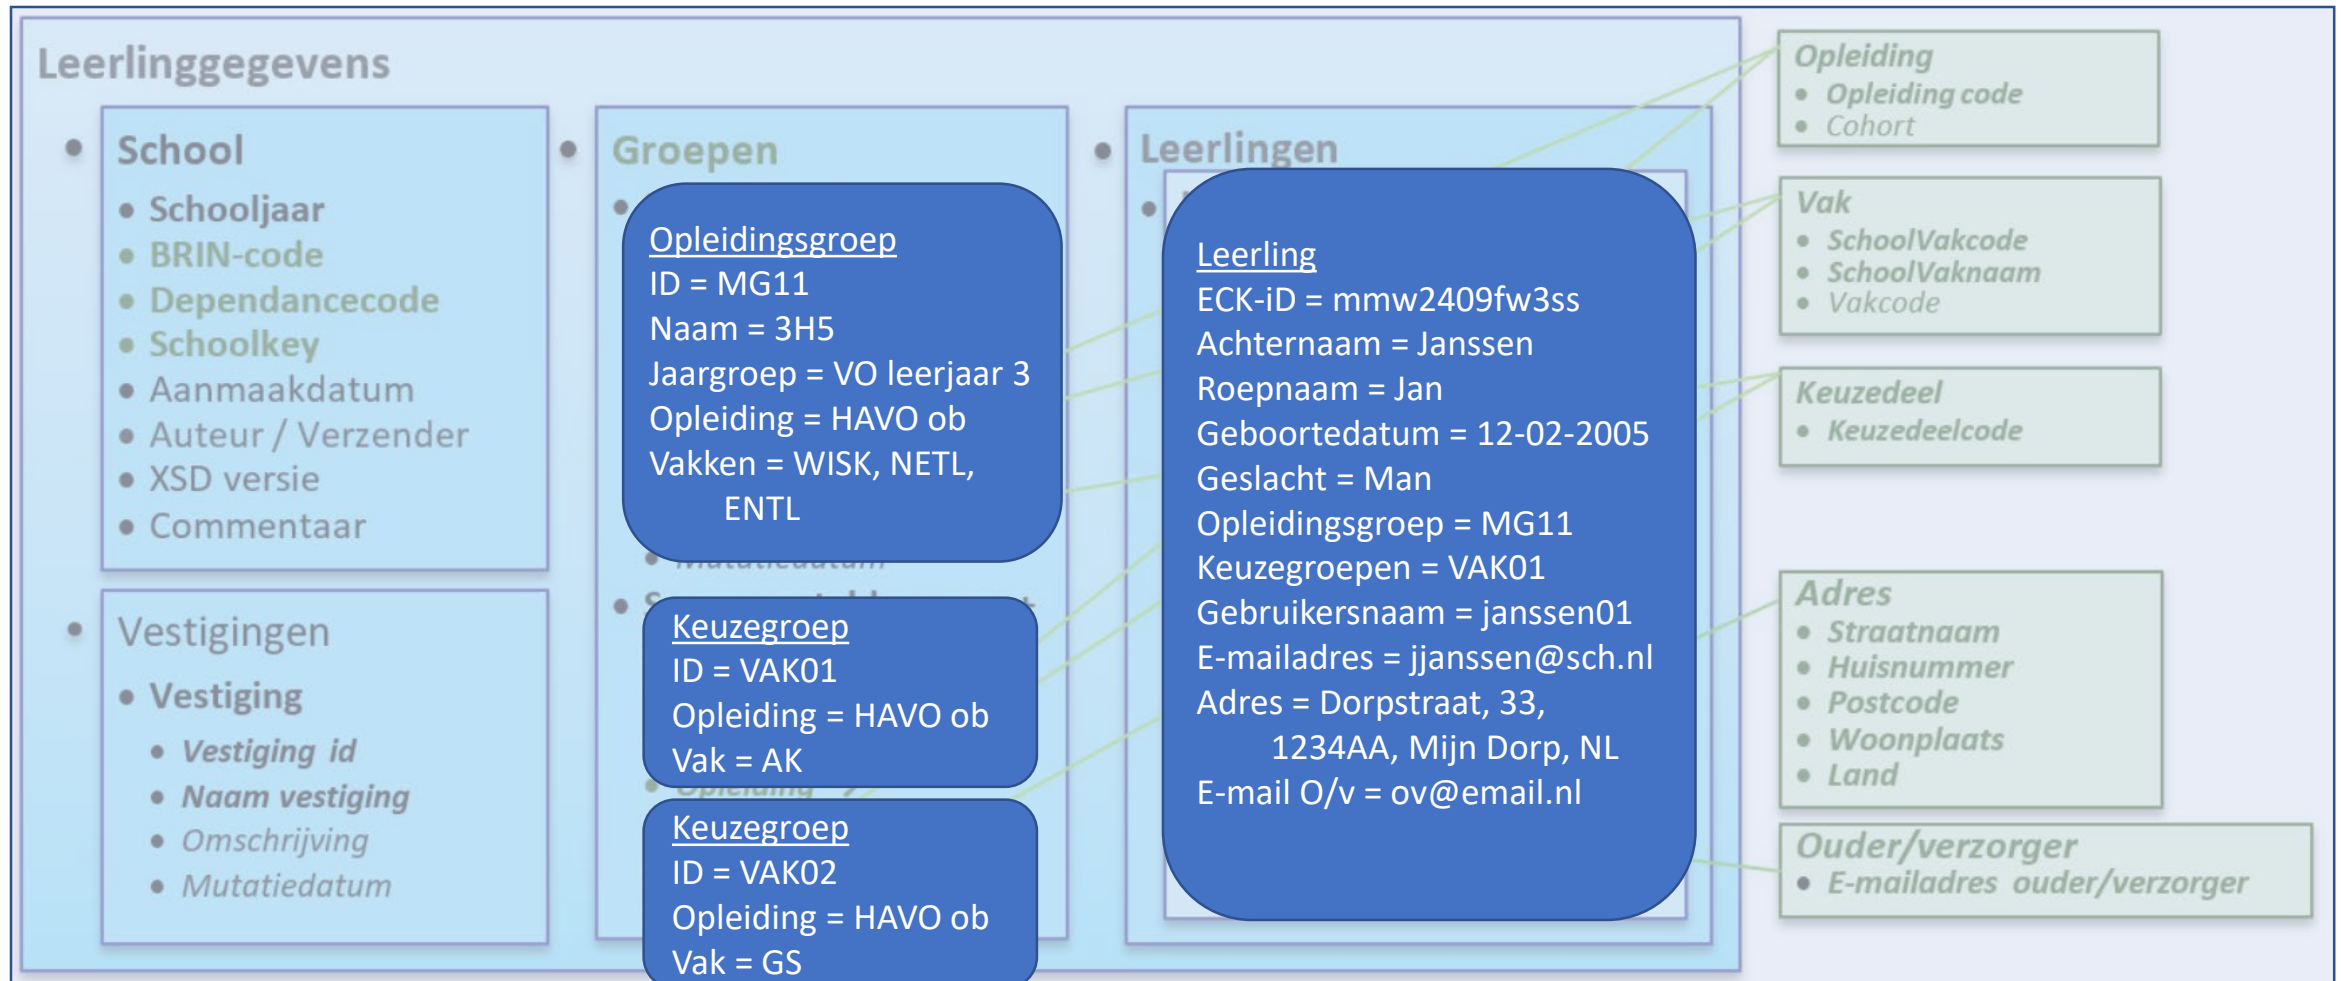 Leerlinggegevens
School
Schooljaar
BRIN-code
Dependancecode
Schoolkey
Aanmaakdatum
Auteur / Verzender
XSD versie
Commentaar
Vestigingen
Vestiging
Vestiging id
Naam vestiging
Omschrijving
Mutatiedatum
Groepen
Opleidingsgroep
ID = MG11
Naam = 3H5
Jaargroep = VO leerjaar 3
Opleiding = HAVO ob
Vakken = WISK, NETL,
ENTL
Mutatiedatum
Keuzegroep
ID = VAK01
Opleiding = HAVO ob
Vak = AK
Opleiding
Keuzegroep
ID = VAK02
Opleiding = HAVO ob
Vak = GS
Leerlingen
Leerling
ECK-iD = mmw2409fw3ss
Achternaam = Janssen
Roepnaam = Jan
Geboortedatum = 12-02-2005
Geslacht = Man
Opleidingsgroep = MG11
Keuzegroepen = VAK01
Gebruikersnaam = janssen01
E-mailadres = jjanssen@sch.nl
Adres = Dorpstraat, 33,
1234AA, Mijn Dorp, NL
E-mail O/v = ov@email.nl
Opleiding
Opleiding code
Cohort
Vak
SchoolVakcode
SchoolVaknaam
Vakcode
Keuzedeel
Keuzedeelcode
Adres
Straatnaam
Huisnummer
Postcode
Woonplaats
Land
Ouder/verzorger
E-mailadres ouder/verzorger